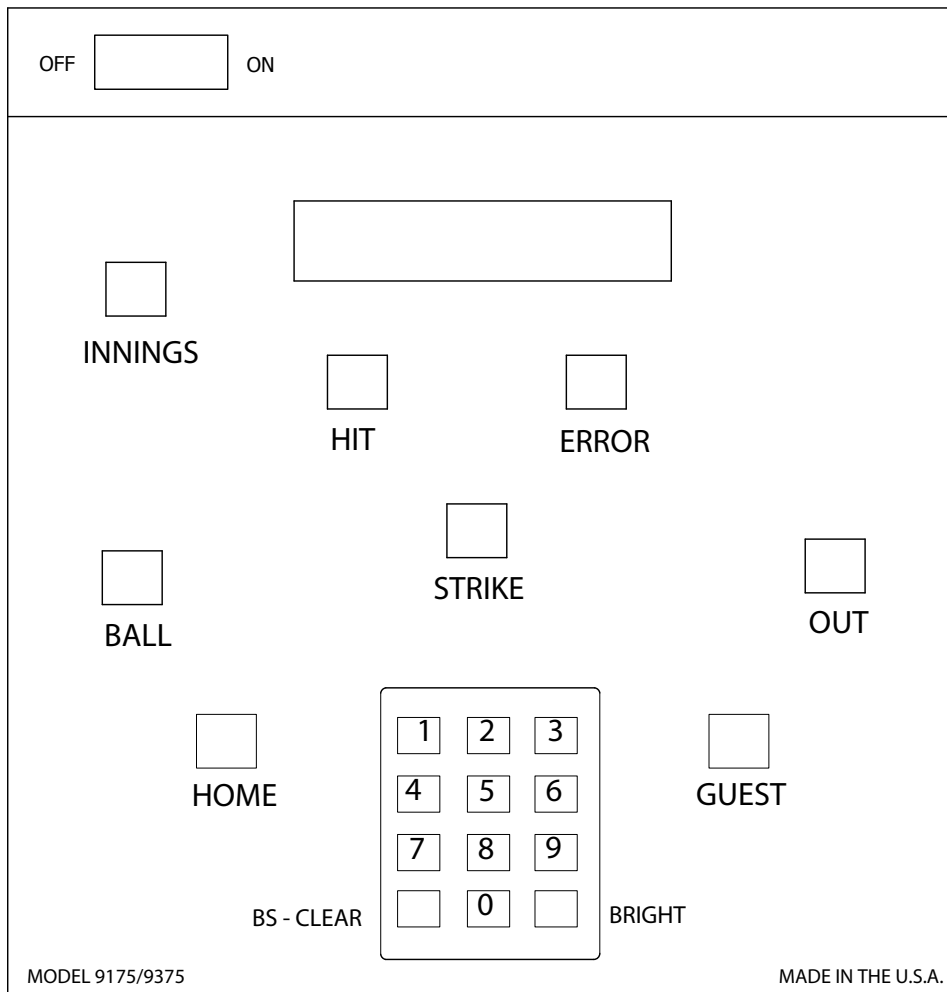 OFF ON
INNINGS
HIT ERROR
STRIKE
BALL OUT
1 2 3
HOME 4 5 6 GUEST
7 8 9
BS - CLEAR 0 BRIGHT
MODEL 9175/9375 MADE IN THE U.S.A.